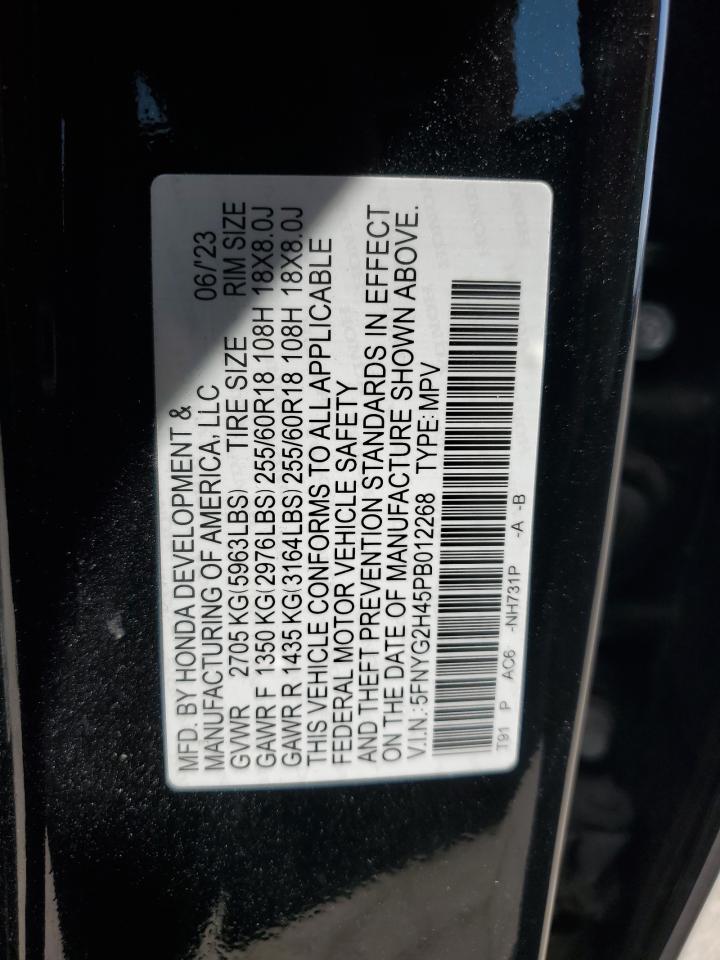 MFD. BY HONDA DEVELOPMENT &
MANUFACTURING OF AMERICA, LLC 06/'23
GVWR 2705 KG(5963LBS) TIRE SIZE RIM SIZE
GAWR F 1350 KG(2976LBS) 255/60R18 108H 18X8.0J
GAWR R 1435 KG(3164LBS) 255/60R18 108H 18X8.0J
THIS VEHICLE CONFORMS TO ALL APPLICABLE
FEDERAL MOTOR VEHICLE SAFETY
AND THEFT PREVENTION STANDARDS IN EFFECT
ON THE DATE OF MANUFACTURE SHOWN ABOVE.
V.I.N.:5FNYG2H45PB012268 TYPE:MPV
T91 P AC6 -NH731P -A -B